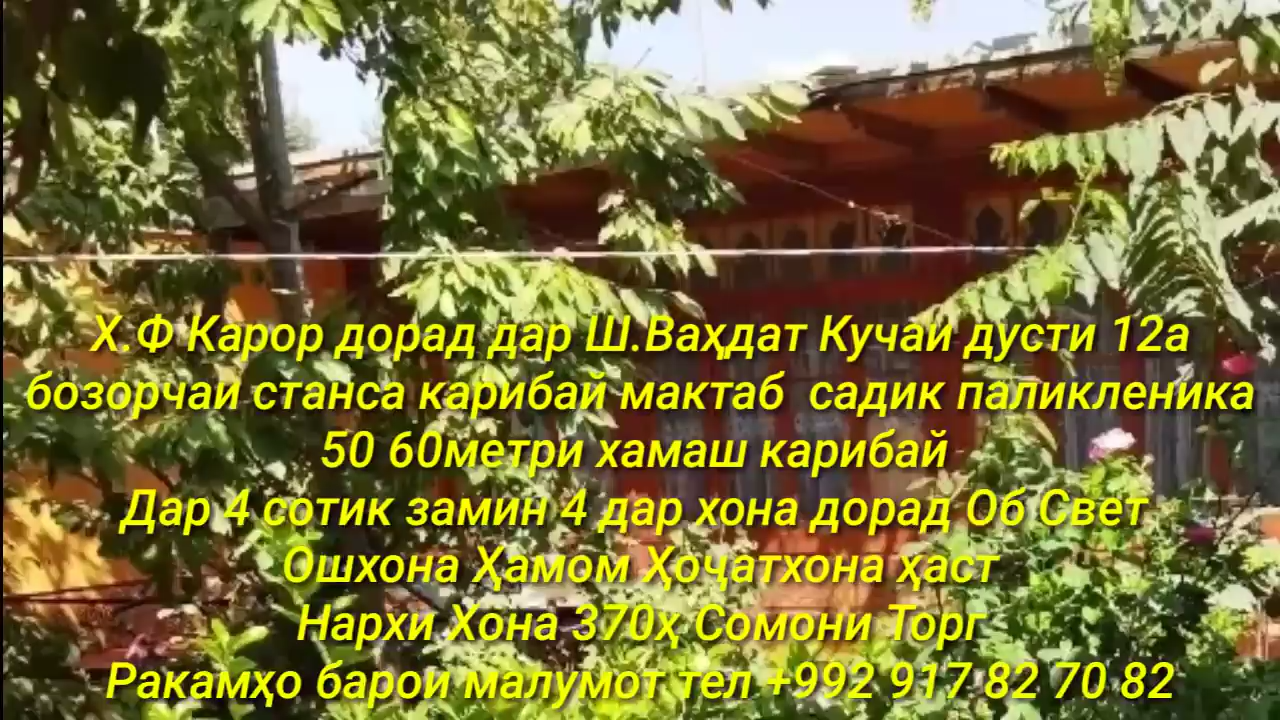 Х.Ф Карор дорад дар Ш.Ваҳдат Кучаи дусти 12а
бозорчаи станса карибай мактаб садик паликленика
50 60метри хамаш карибай
Дар 4 сотик замин 4 дар хона дорад Об Свет
Ошхона Ҳамом Ҳоҷатхона ҳаст
Нархи Хона 370ҳ Сомони Торг
Ракамҳо барои малумот тел +992 917 82 70 82